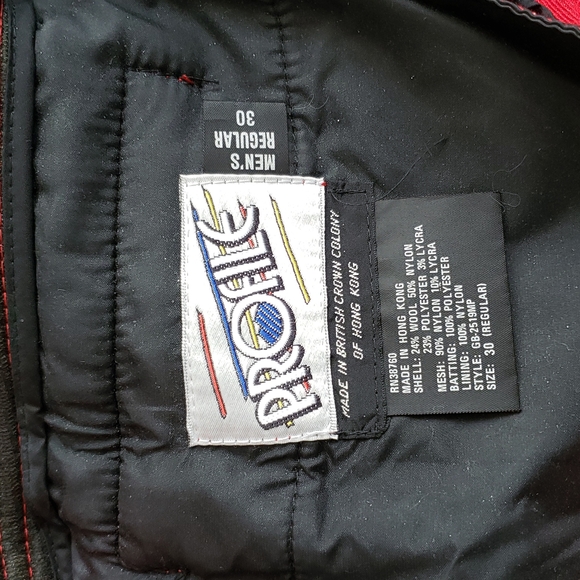 MEN'S
REGULAR
30
PROFILE
MADE IN BRITISH CROWN COLONY
OF HONG KONG
RN38760
MADE IN HONG KONG
SHELL: 24% WOOL 50% NYLON
23% POLYESTER 3% LYCRA
MESH: 90% NYLON 10% LYCRA
BATTING: 100% POLYESTER
LINING: 100% NYLON
STYLE: GB2519MP
SIZE: 30 (REGULAR)